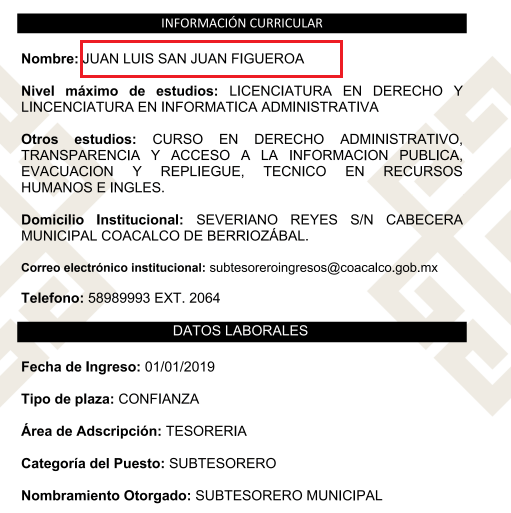 INFORMACIÓN CURRICULAR
Nombre: JUAN LUIS SAN JUAN FIGUEROA
Nivel máximo de estudios: LICENCIATURA EN DERECHO Y
LINCENCIATURA EN INFORMATICA ADMINISTRATIVA
Otros estudios: CURSO EN DERECHO ADMINISTRATIVO,
TRANSPARENCIA Y ACCESO A LA INFORMACION PUBLICA,
EVACUACION Y REPLIEGUE, TECNICO EN RECURSOS
HUMANOS E INGLES.
Domicilio Institucional: SEVERIANO REYES S/N CABECERA
MUNICIPAL COACALCO DE BERRIOZÁBAL.
Correo electrónico institucional: subtesoreroingresos@coacalco.gob.mx
Telefono: 58989993 EXT. 2064
DATOS LABORALES
Fecha de Ingreso: 01/01/2019
Tipo de plaza: CONFIANZA
Área de Adscripción: TESORERIA
Categoría del Puesto: SUBTESORERO
Nombramiento Otorgado: SUBTESORERO MUNICIPAL